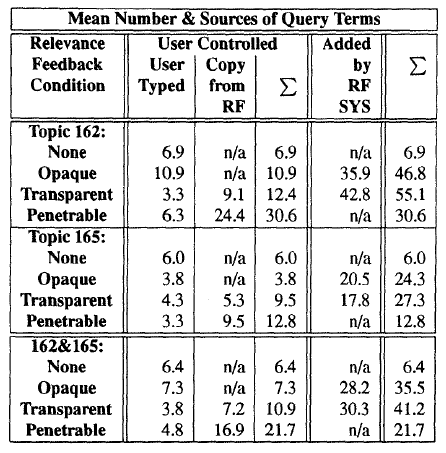 Mean Number & Sources of Query Terms
Relevance User Controlled Added
Feedback User Copy by Σ
Condition Typed from Σ RF
RF SYS
Topic 162:
None 6.9 n/a 6.9 n/a 6.9
Opaque 10.9 n/a 10.9 35.9 46.8
Transparent 3.3 9.1 12.4 42.8 55.1
Penetrable 6.3 24.4 30.6 n/a 30.6
Topic 165:
None 6.0 n/a 6.0 n/a 6.0
Opaque 3.8 n/a 3.8 20.5 24.3
Transparent 4.3 5.3 9.5 17.8 27.3
Penetrable 3.3 9.5 12.8 n/a 12.8
162&165:
None 6.4 n/a 6.4 n/a 6.4
Opaque 7.3 n/a 7.3 28.2 35.5
Transparent 3.8 7.2 10.9 30.3 41.2
Penetrable 4.8 16.9 21.7 n/a 21.7